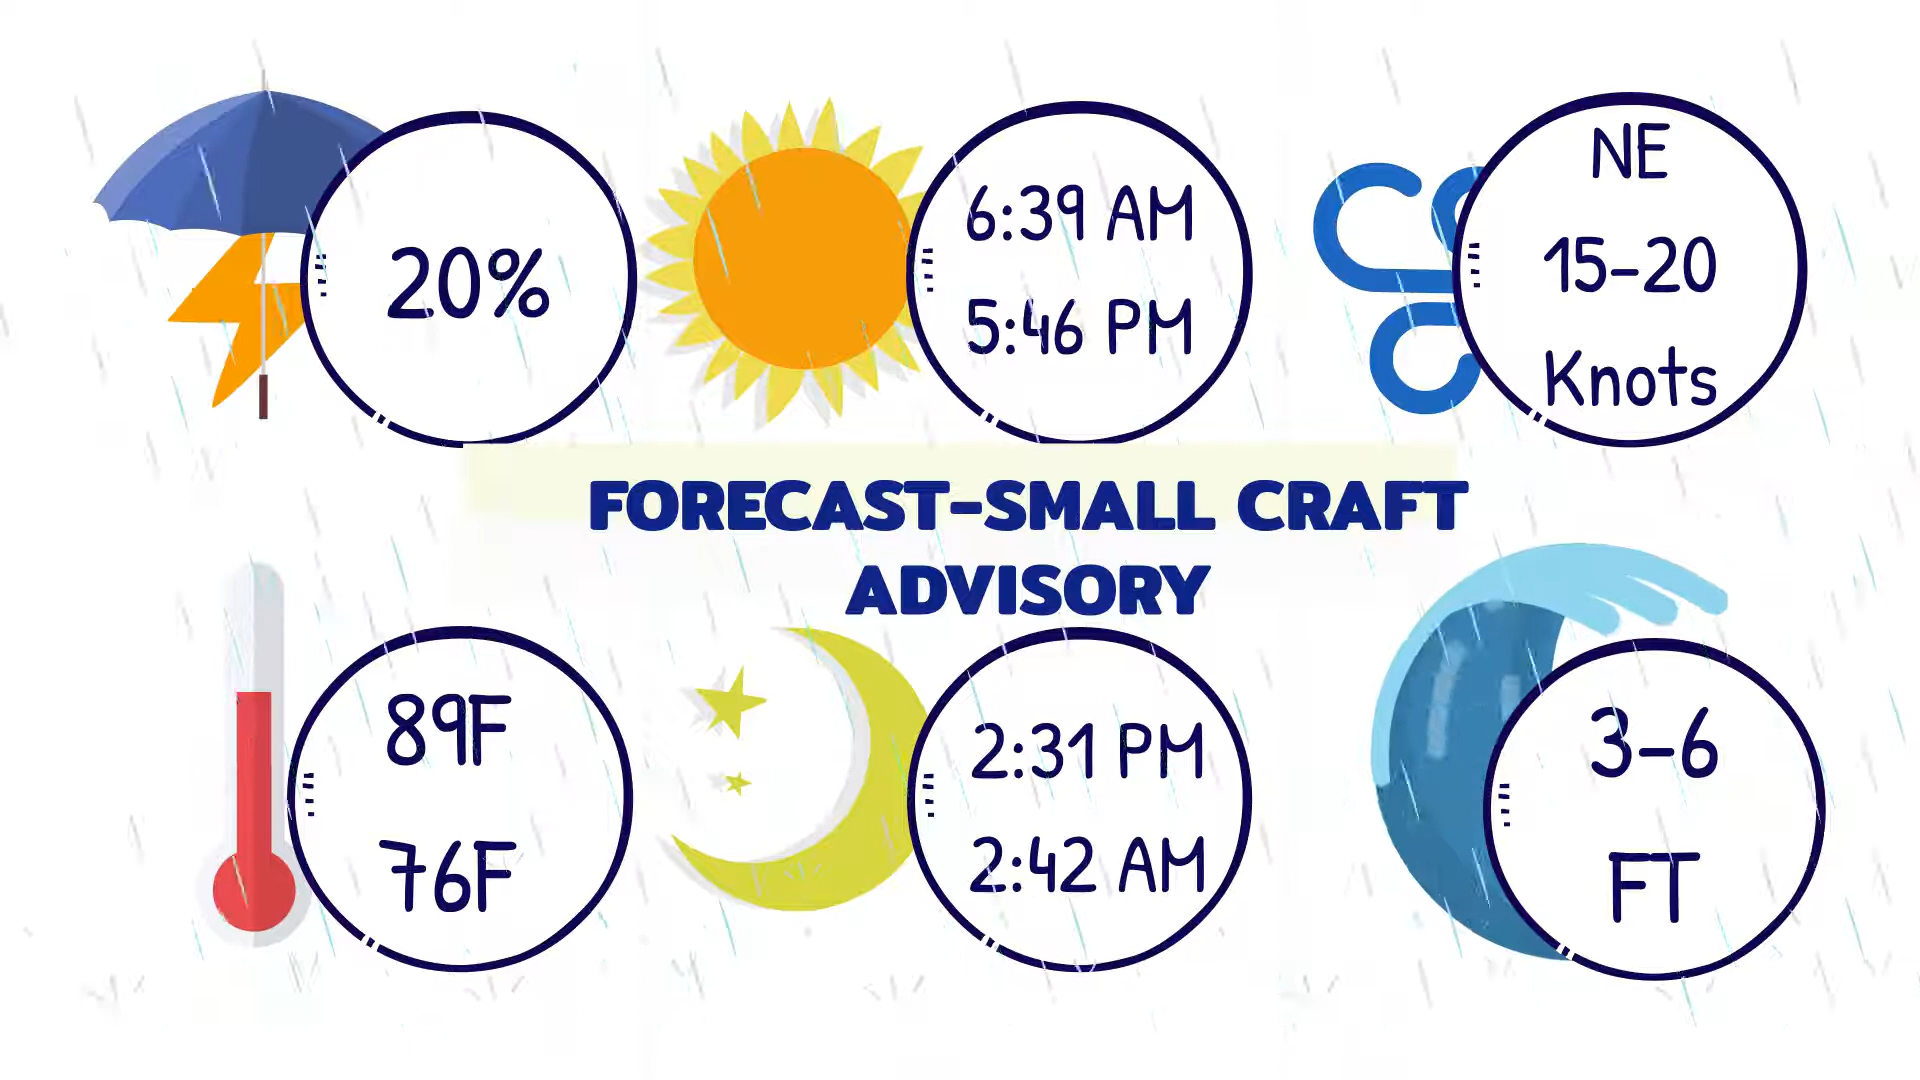 20%
6:39 AM
5:46 PM
NE
15-20
Knots
FORECAST-SMALL CRAFT
ADVISORY
89F
76F
2:31 PM
2:42 AM
3-6
FT